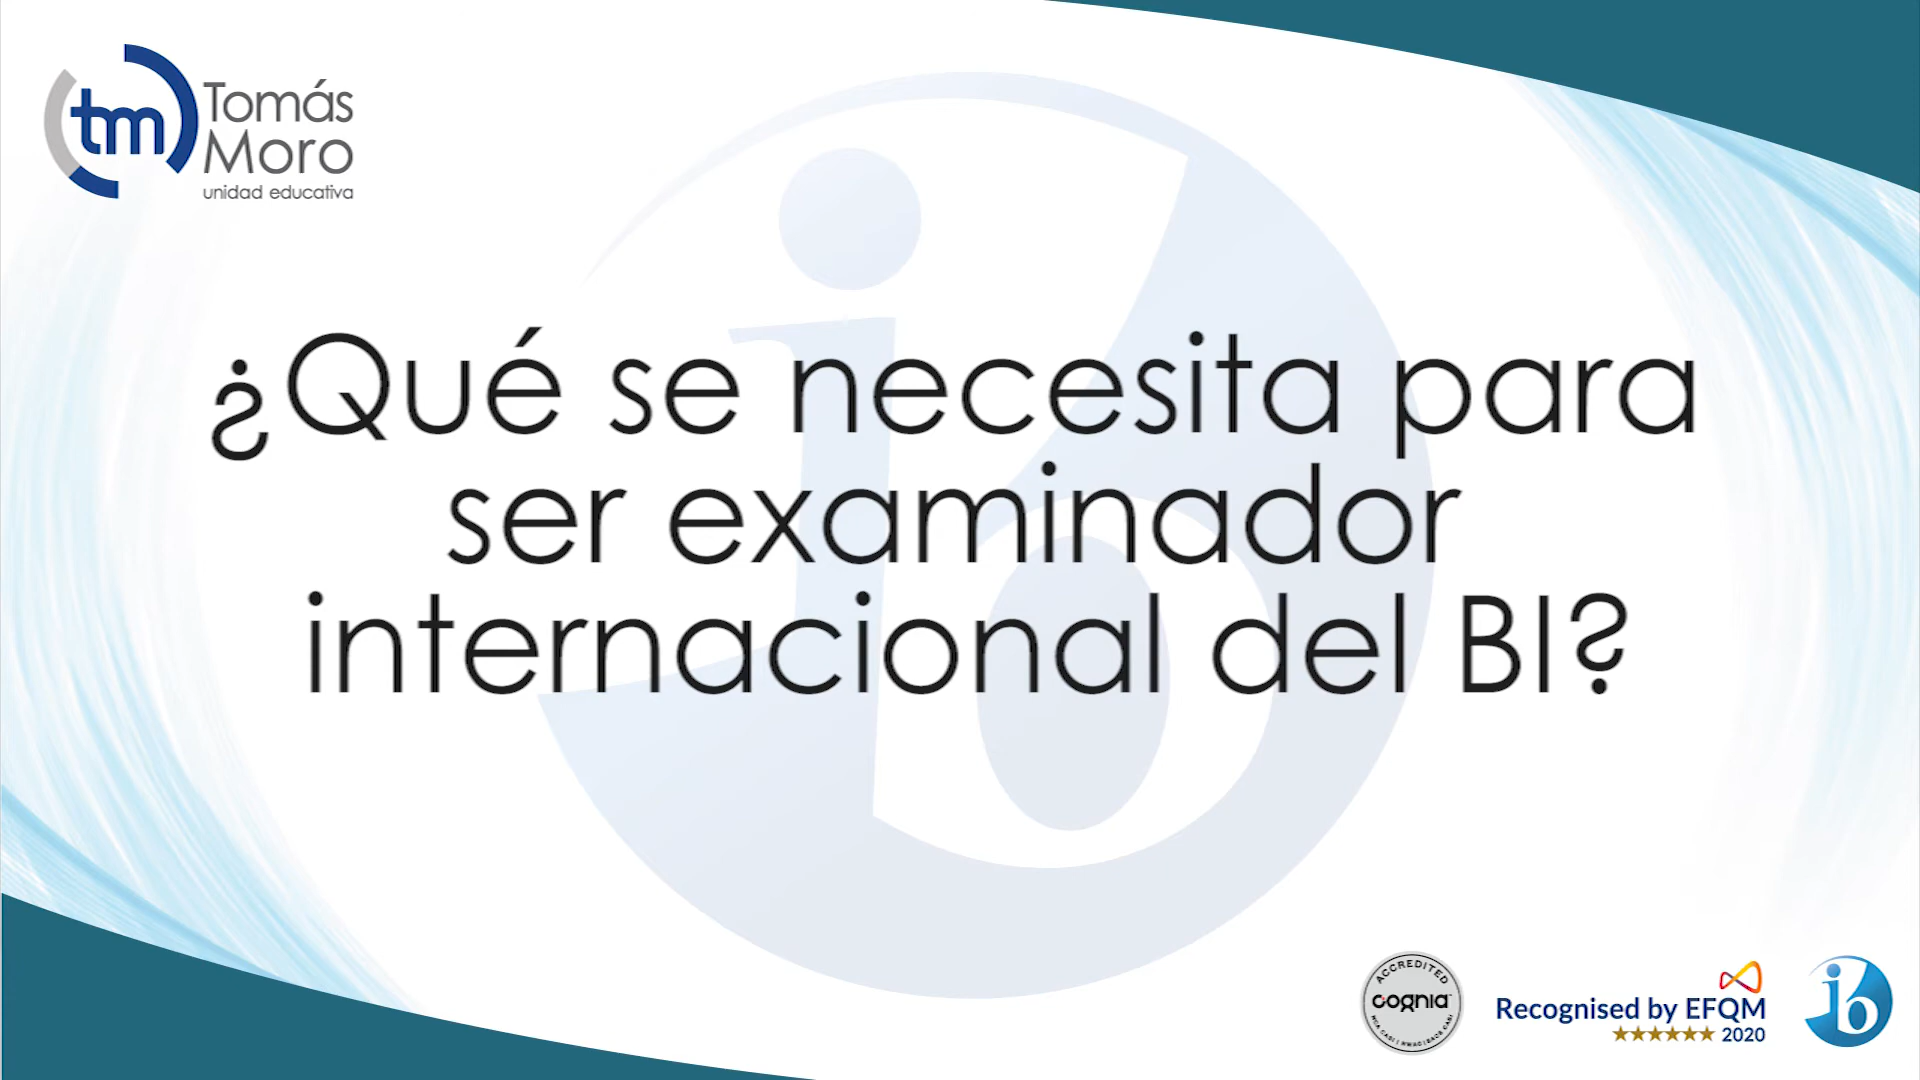 tm
Tomás
Moro
unidad educativa
¿Qué se necesita para
ser examinador
internacional del BI?
ACCREDITED
cognia
Recognised by EFQM
2020
ib